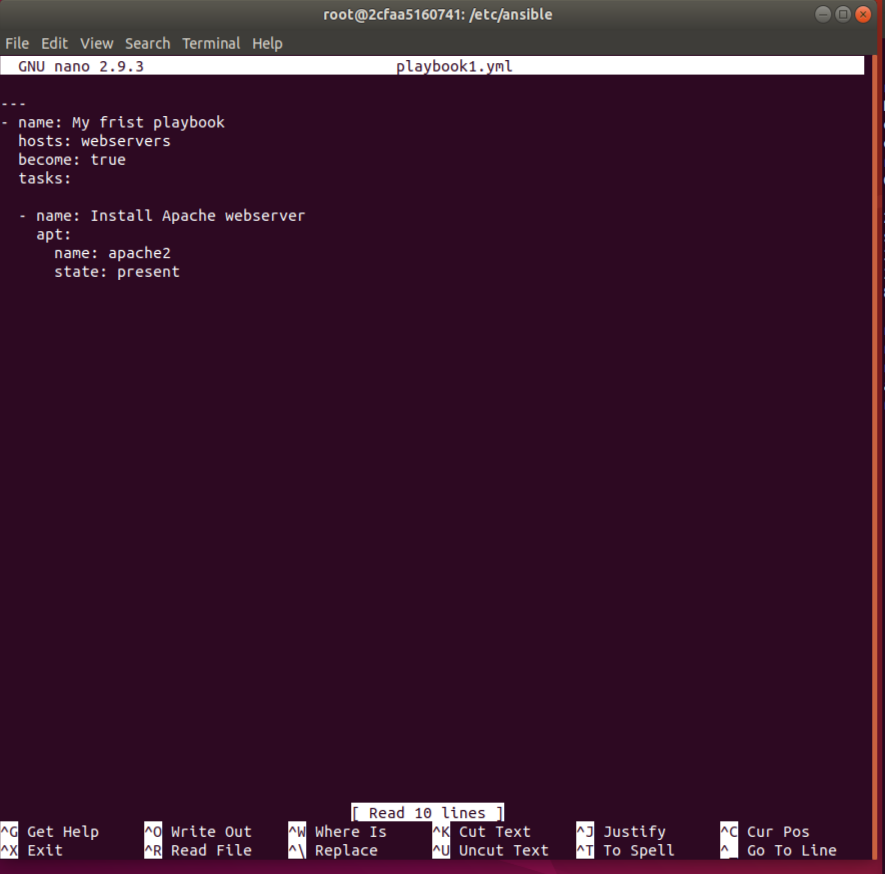 root@2cfaa5160741: /etc/ansible
File Edit View Search Terminal Help
GNU nano 2.9.3 playbook1.yml
---
- name: My frist playbook
  hosts: webservers
  become: true
  tasks:
  - name: Install Apache webserver
    apt:
      name: apache2
      state: present
[ Read 10 lines ]
^G Get Help ^O Write Out ^W Where Is ^K Cut Text ^J Justify ^C Cur Pos
^X Exit ^R Read File ^\ Replace ^U Uncut Text ^T To Spell ^_ Go To Line